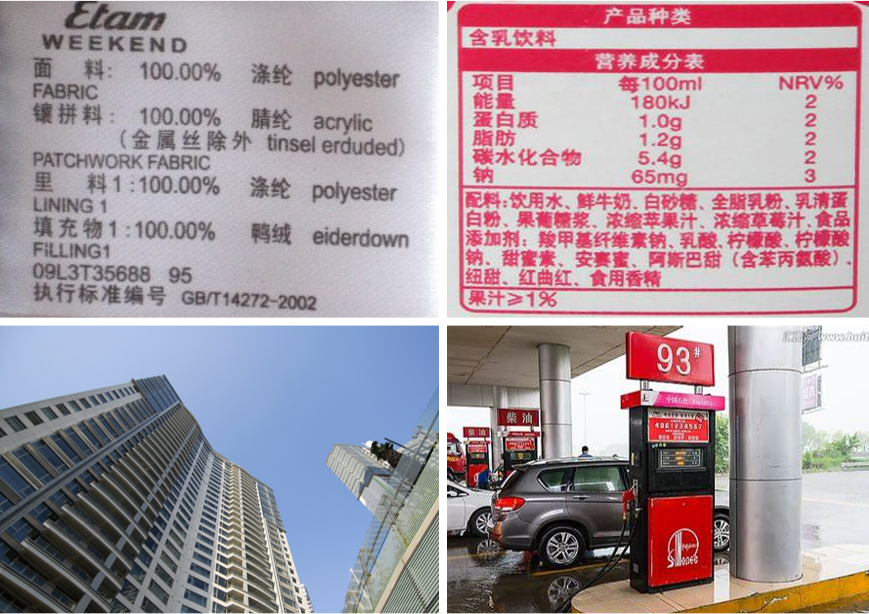 Etam
WEEKEND
面 料: 100.00% 涤纶 polyester
FABRIC
镶拼料: 100.00% 腈纶 acrylic
(金属丝除外 tinsel erduded)
PATCHWORK FABRIC
里 料1:100.00% 涤纶 polyester
LINING 1
填充物1:100.00% 鸭绒 eiderdown
FiLLING1
09L3T35688 95
执行标准编号 GB/T14272-2002
产品种类
含乳饮料
营养成分表
项目 每100ml NRV%
能量 180kJ 2
蛋白质 1.0g 2
脂肪 1.2g 2
碳水化合物 5.4g 2
钠 65mg 3
配料:饮用水、鲜牛奶、白砂糖、全脂乳粉、乳清蛋
白粉、果葡糖浆、浓缩苹果汁、浓缩草莓汁、食品
添加剂:羧甲基纤维素钠、乳酸、柠檬酸、柠檬酸
钠、甜蜜素、安赛蜜、阿斯巴甜(含苯丙氨酸)、
纽甜、红曲红、食用香精
果汁≥1%
93#
中国石化
柴油
柴油
Sinopec